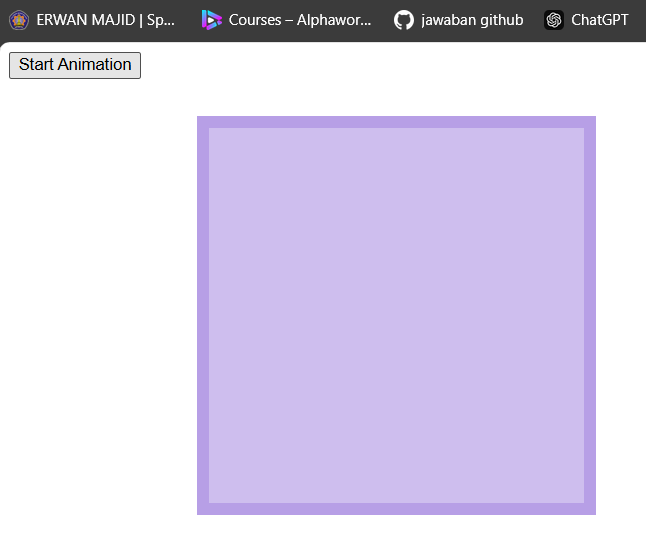 ERWAN MAJID | Sp... Courses – Alphawor... jawaban github ChatGPT
Start Animation